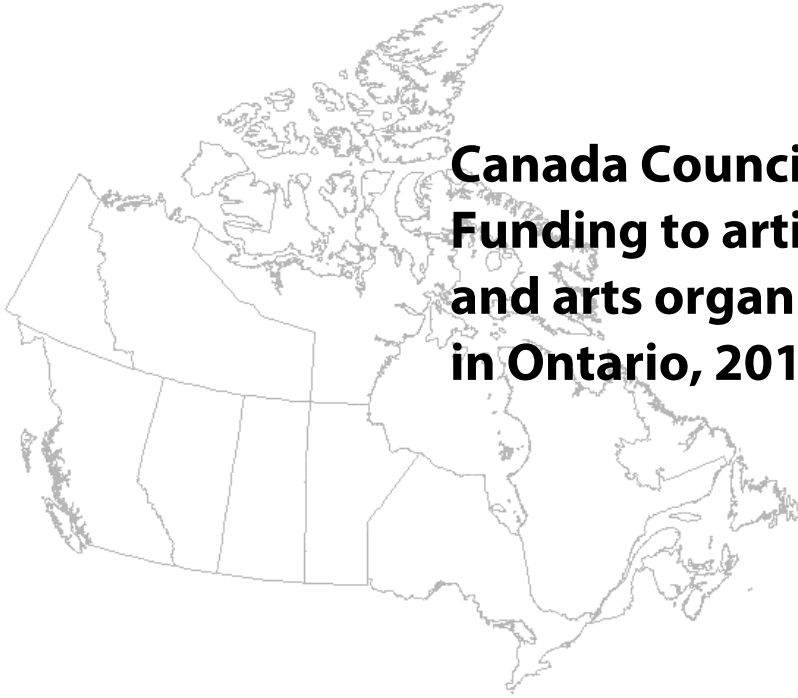 Canada Counci
Funding to arti
and arts organ
in Ontario, 201